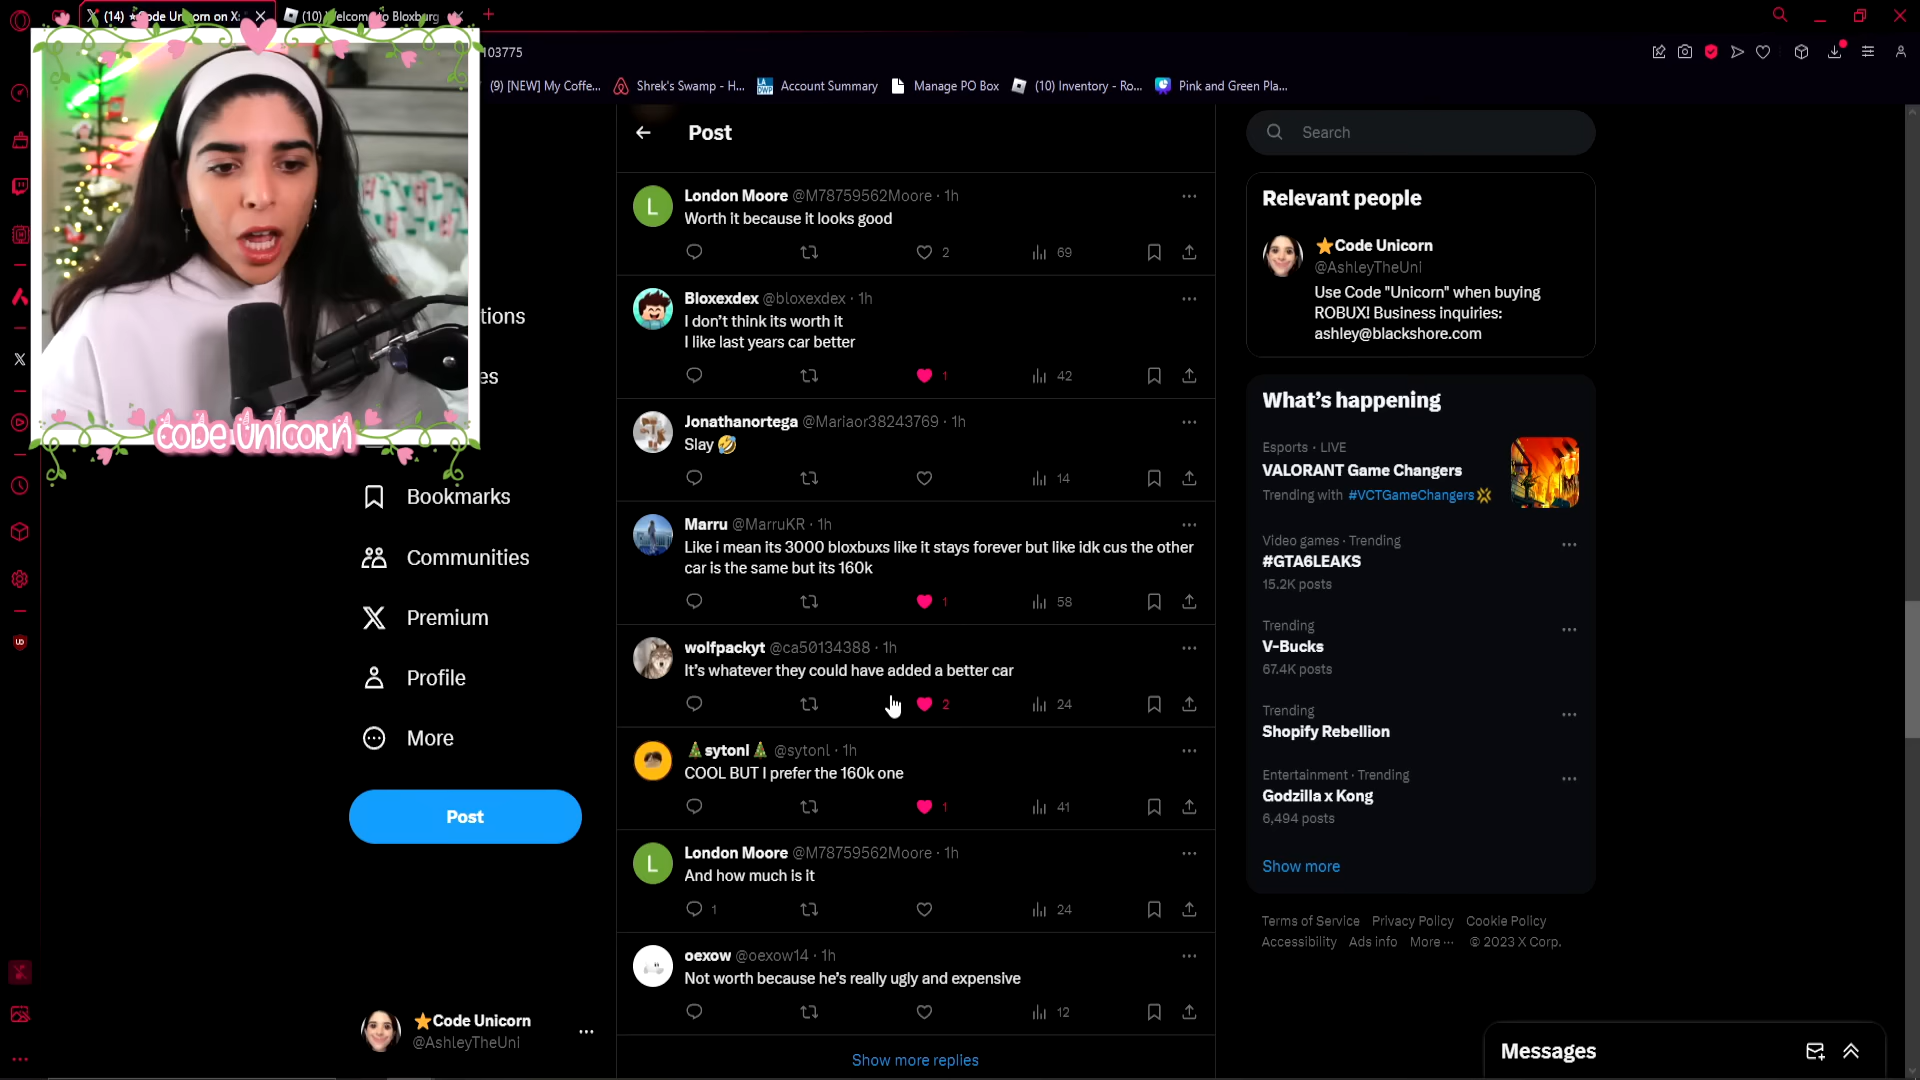 (14) ★Code Unicorn on X:
(10) Welcome to Bloxburg
103775
(9) [NEW] My Coffe...
Shrek's Swamp - H...
Account Summary
Manage PO Box
(10) Inventory - Ro...
Pink and Green Pla...
CODE UNICORN
Bookmarks
Communities
Premium
Profile
More
Post
⭐Code Unicorn
@AshleyTheUni
Post
London Moore @M78759562Moore · 1h
Worth it because it looks good
2
69
Bloxexdex @bloxexdex · 1h
I don't think its worth it
I like last years car better
1
42
Jonathanortega @Mariaor38243769 · 1h
Slay 🤣
14
Marru @MarruKR · 1h
Like i mean its 3000 bloxbuxs like it stays forever but like idk cus the other
car is the same but its 160k
1
58
wolfpackyt @ca50134388 · 1h
It's whatever they could have added a better car
2
24
🎄sytonl🎄 @sytonl · 1h
COOL BUT I prefer the 160k one
1
41
London Moore @M78759562Moore · 1h
And how much is it
1
24
oexow @oexow14 · 1h
Not worth because he's really ugly and expensive
12
Show more replies
Search
Relevant people
⭐Code Unicorn
@AshleyTheUni
Use Code "Unicorn" when buying
ROBUX! Business inquiries:
ashley@blackshore.com
What's happening
Esports · LIVE
VALORANT Game Changers
Trending with #VCTGameChangers
Video games · Trending
#GTA6LEAKS
15.2K posts
Trending
V-Bucks
67.4K posts
Trending
Shopify Rebellion
Entertainment · Trending
Godzilla x Kong
6,494 posts
Show more
Terms of Service Privacy Policy Cookie Policy
Accessibility Ads info More ··· © 2023 X Corp.
Messages